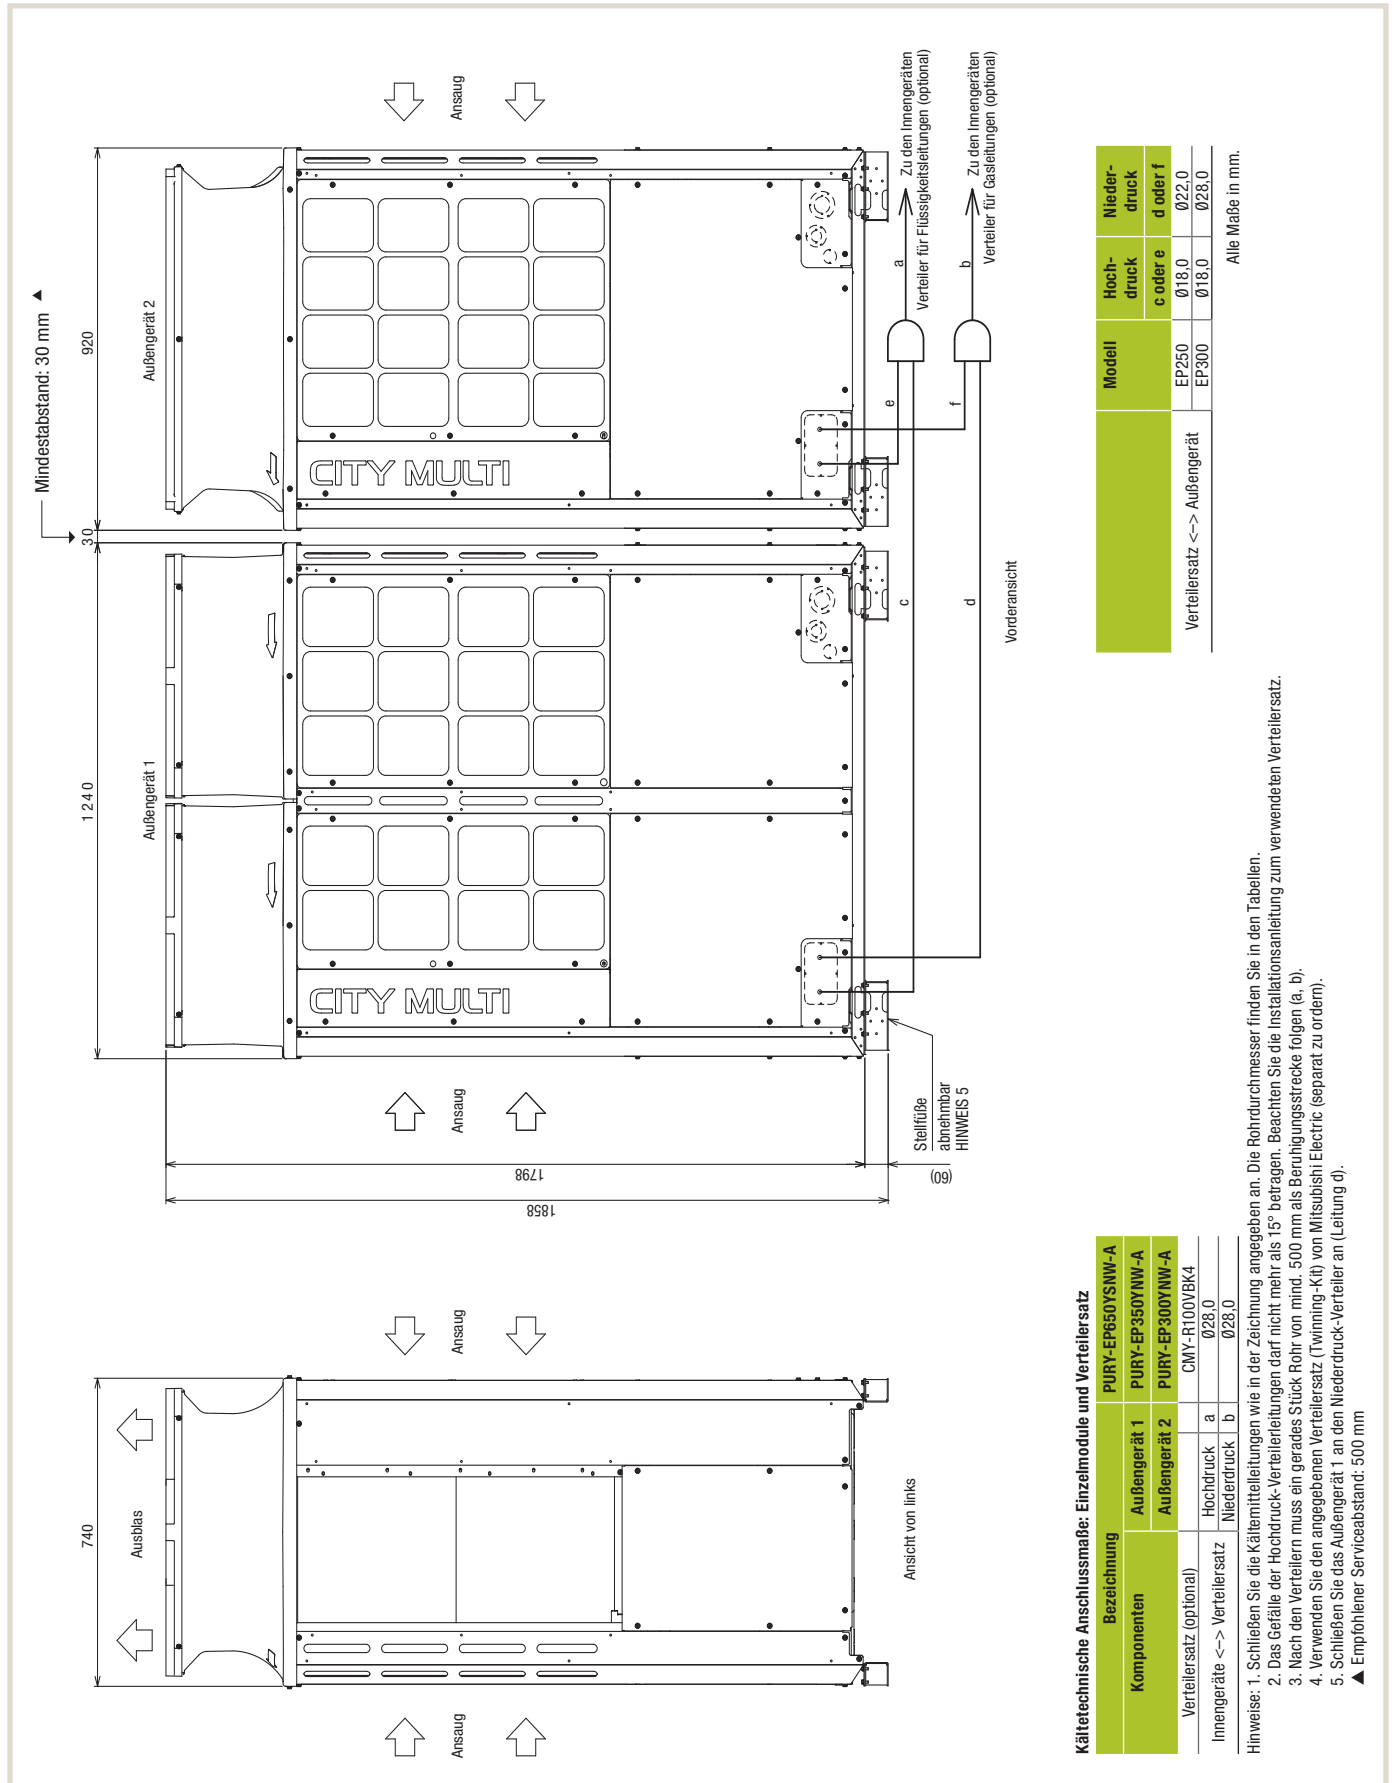 Mindestabstand: 30 mm ▲
740
1240
30
920
Ausblas
Außengerät 1
Außengerät 2
CITY MULTI
CITY MULTI
Ansaug
Ansaug
Ansaug
Ansaug
1798
1858
(60)
Stellfüße
abnehmbar
HINWEIS 5
a
b
c
d
e
f
Zu den Innengeräten
Verteiler für Flüssigkeitsleitungen (optional)
Zu den Innengeräten
Verteiler für Gasleitungen (optional)
Ansicht von links
Vorderansicht
Kältetechnische Anschlussmaße: Einzelmodule und Verteilersatz
Bezeichnung PURY-EP650YSNW-A
Komponenten Außengerät 1 PURY-EP350YNW-A
Außengerät 2 PURY-EP300YNW-A
Verteilersatz (optional) CMY-R100VBK4
Innengeräte <–> Verteilersatz Hochdruck a Ø28,0
Niederdruck b Ø28,0
Modell Hoch-druck Nieder-druck
c oder e d oder f
Verteilersatz <–> Außengerät EP250 Ø18,0 Ø22,0
EP300 Ø18,0 Ø28,0
Alle Maße in mm.
Hinweise: 1. Schließen Sie die Kältemittelleitungen wie in der Zeichnung angegeben an. Die Rohrdurchmesser finden Sie in den Tabellen.
2. Das Gefälle der Hochdruck-Verteilerleitungen darf nicht mehr als 15° betragen. Beachten Sie die Installationsanleitung zum verwendeten Verteilersatz.
3. Nach den Verteilern muss ein gerades Stück Rohr von mind. 500 mm als Beruhigungsstrecke folgen (a, b).
4. Verwenden Sie den angegebenen Verteilersatz (Twinning-Kit) von Mitsubishi Electric (separat zu ordern).
5. Schließen Sie das Außengerät 1 an den Niederdruck-Verteiler an (Leitung d).
▲ Empfohlener Serviceabstand: 500 mm